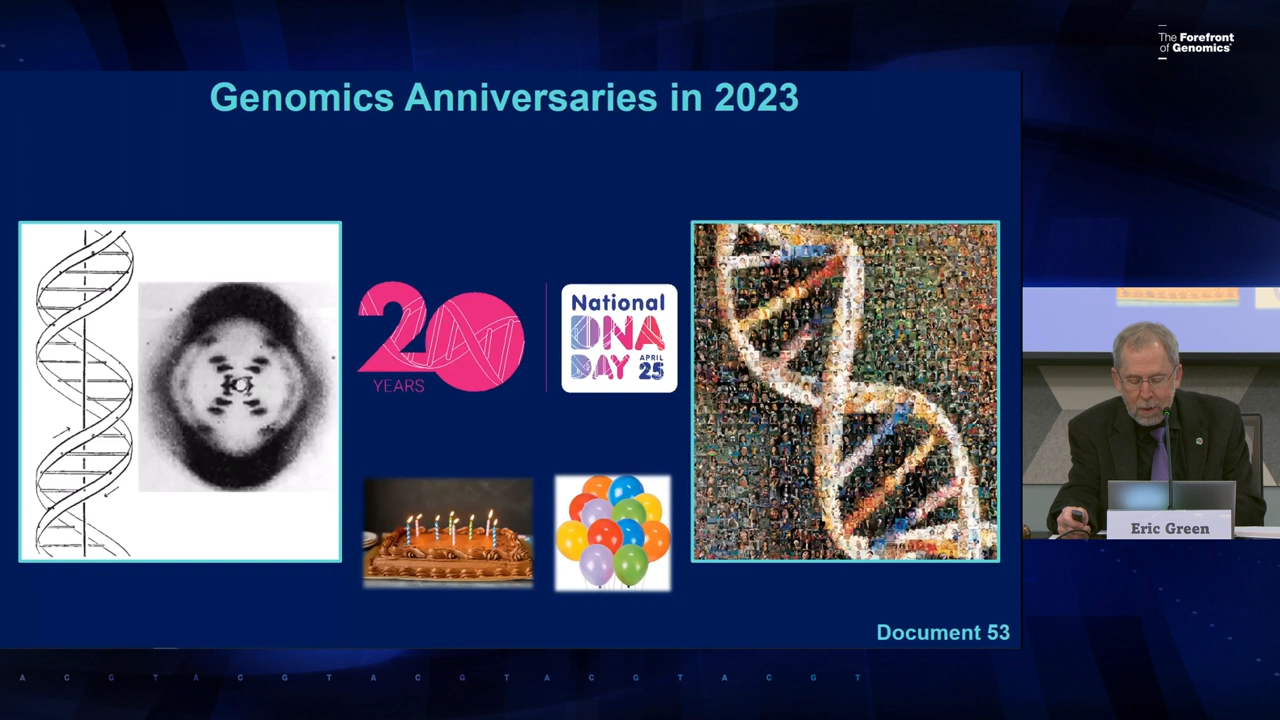 The Forefront
of Genomics®
Genomics Anniversaries in 2023
20
YEARS
National
DNA
DAY APRIL
25
Eric Green
Document 53
A C G T A C G T A C G T A C G T A C G T